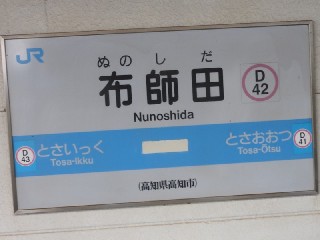 JR
ぬのしだ
布師田
Nunoshida
D
42
D
43
とさいっく
Tosa-Ikku
とさおおつ
Tosa-Ōtsu
D
41
(高知県高知市)